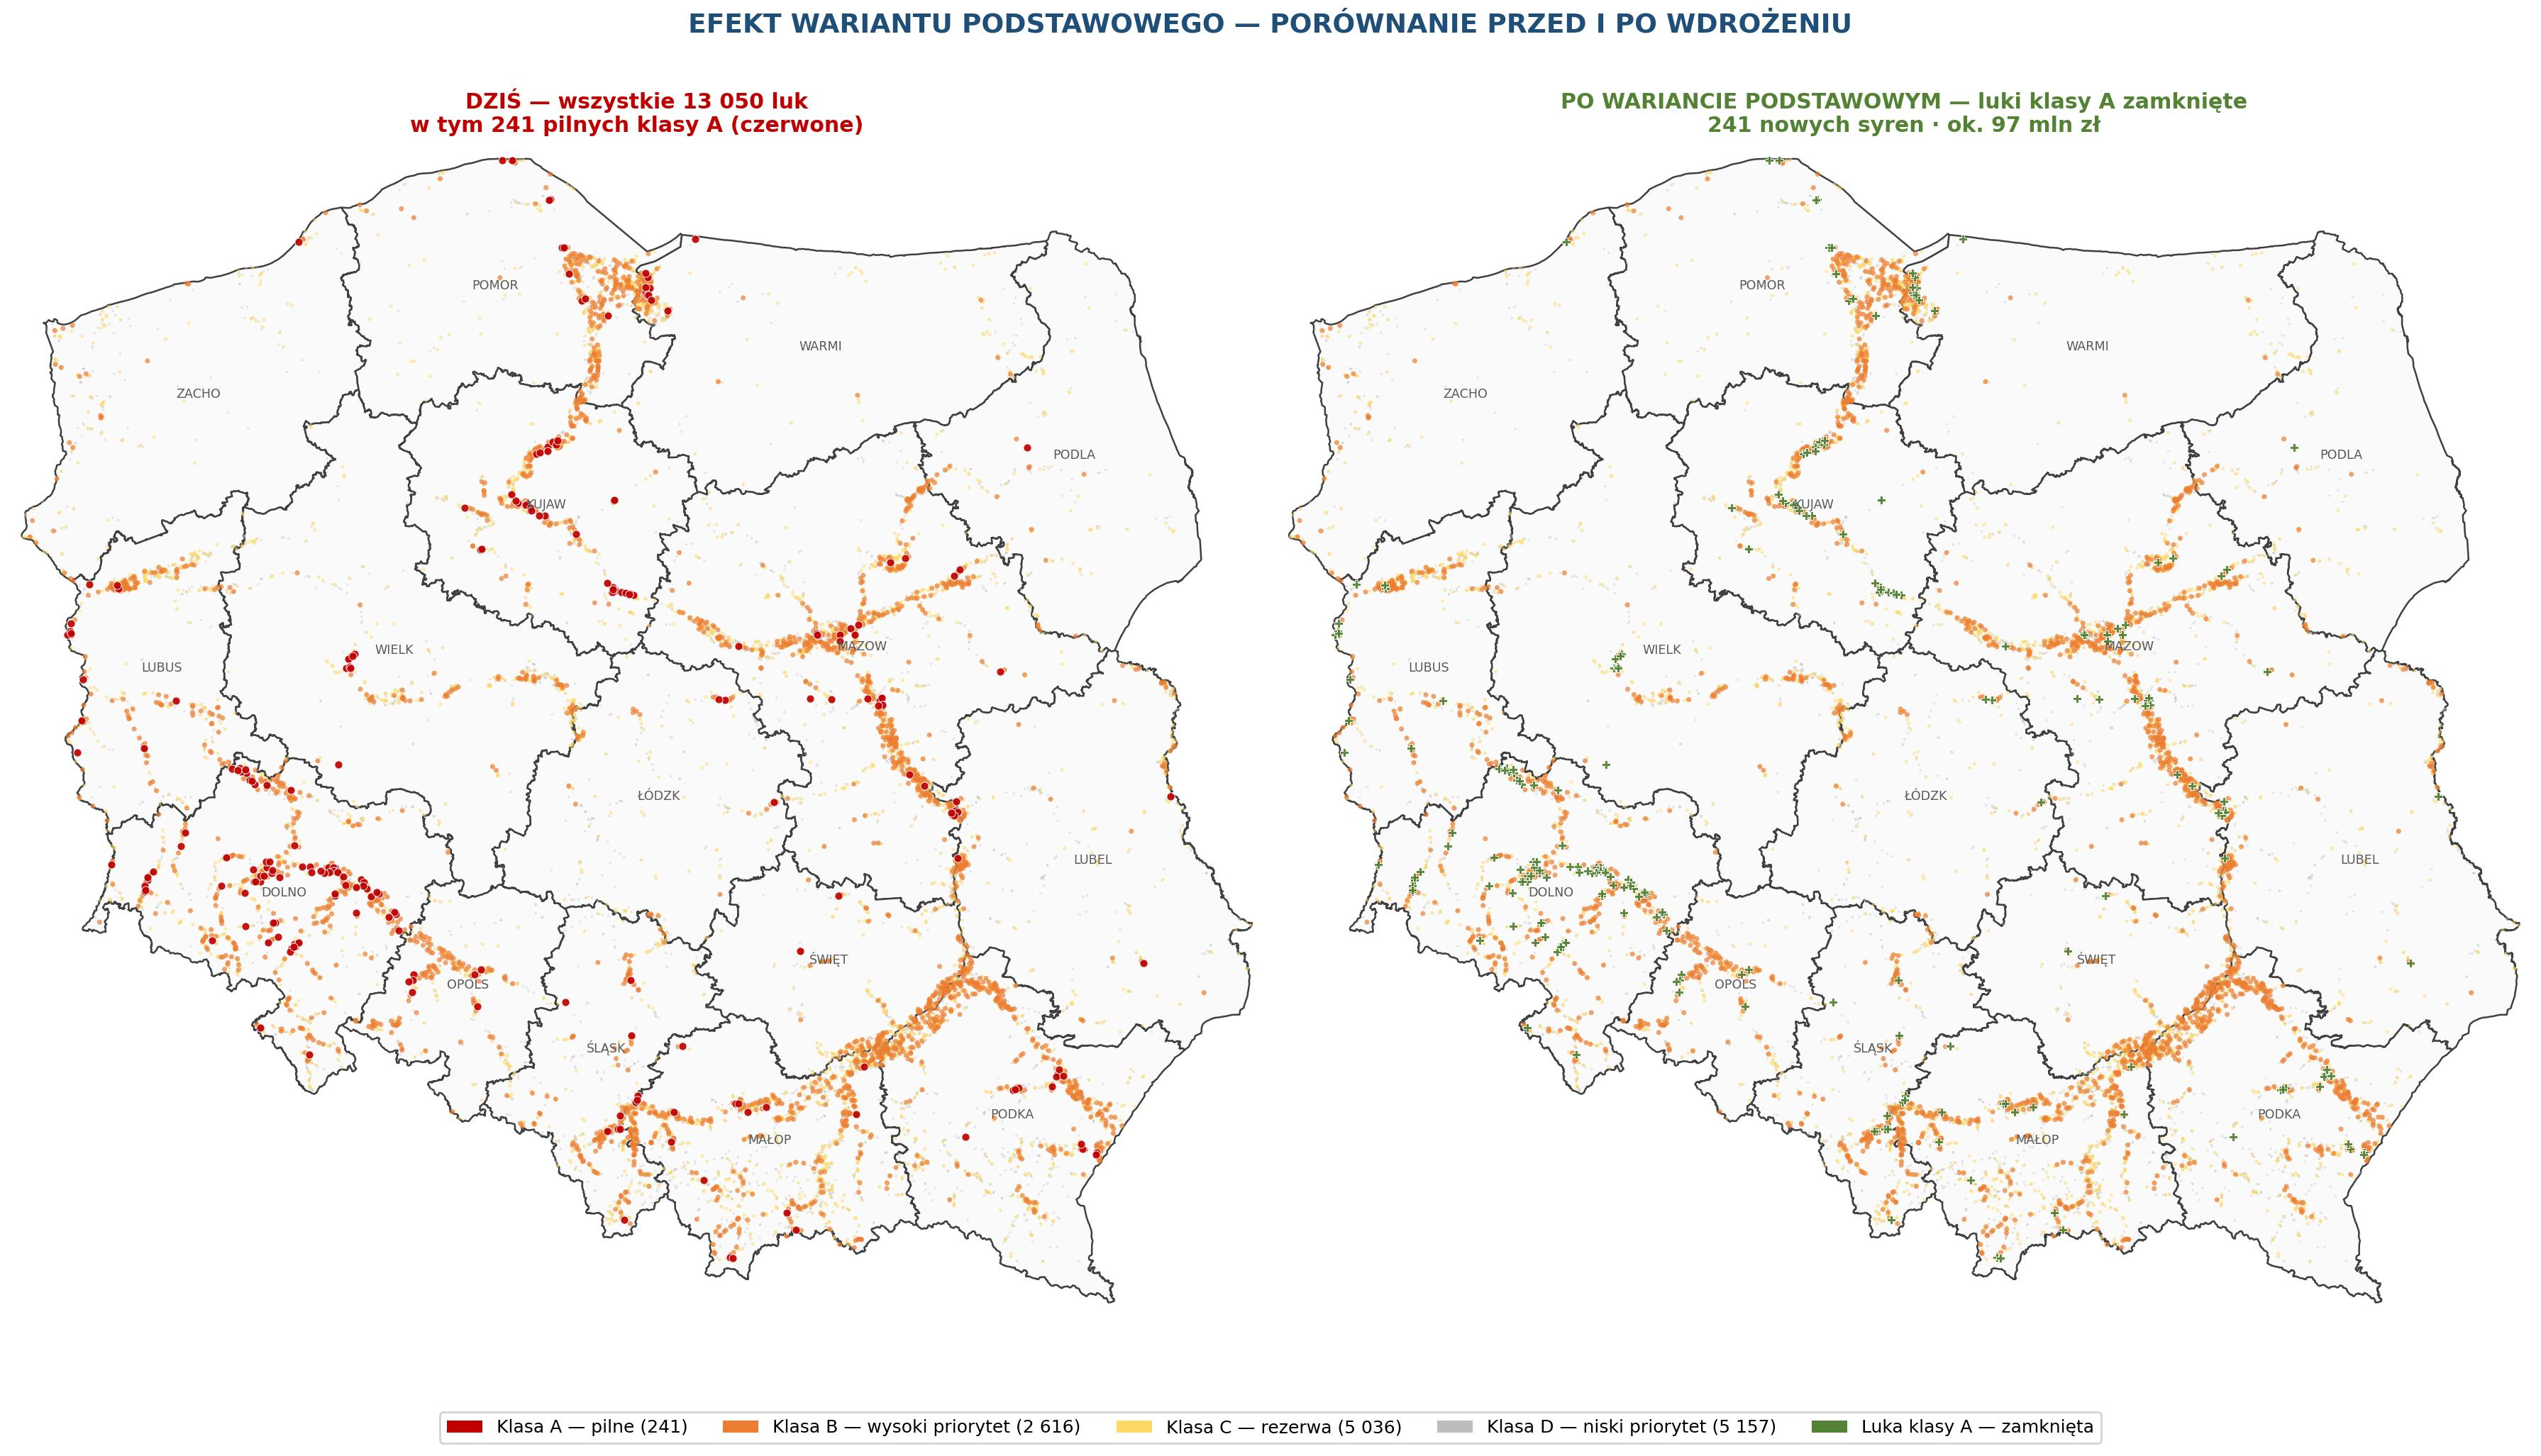 EFEKT WARIANTU PODSTAWOWEGO — PORÓWNANIE PRZED I PO WDROŻENIU
DZIŚ — wszystkie 13 050 luk
w tym 241 pilnych klasy A (czerwone)
POMOR
WARMI
ZACHO
PODLA
KUJAW
MAZOW
WIELK
LUBUS
ŁÓDZK
LUBEL
DOLNO
ŚWIĘT
OPOLS
ŚLĄSK
PODKA
MAŁOP
PO WARIANCIE PODSTAWOWYM — luki klasy A zamknięte
241 nowych syren · ok. 97 mln zł
POMOR
WARMI
ZACHO
PODLA
KUJAW
MAZOW
WIELK
LUBUS
ŁÓDZK
LUBEL
DOLNO
ŚWIĘT
OPOLS
ŚLĄSK
PODKA
MAŁOP
Klasa A — pilne (241)
Klasa B — wysoki priorytet (2 616)
Klasa C — rezerwa (5 036)
Klasa D — niski priorytet (5 157)
Luka klasy A — zamknięta